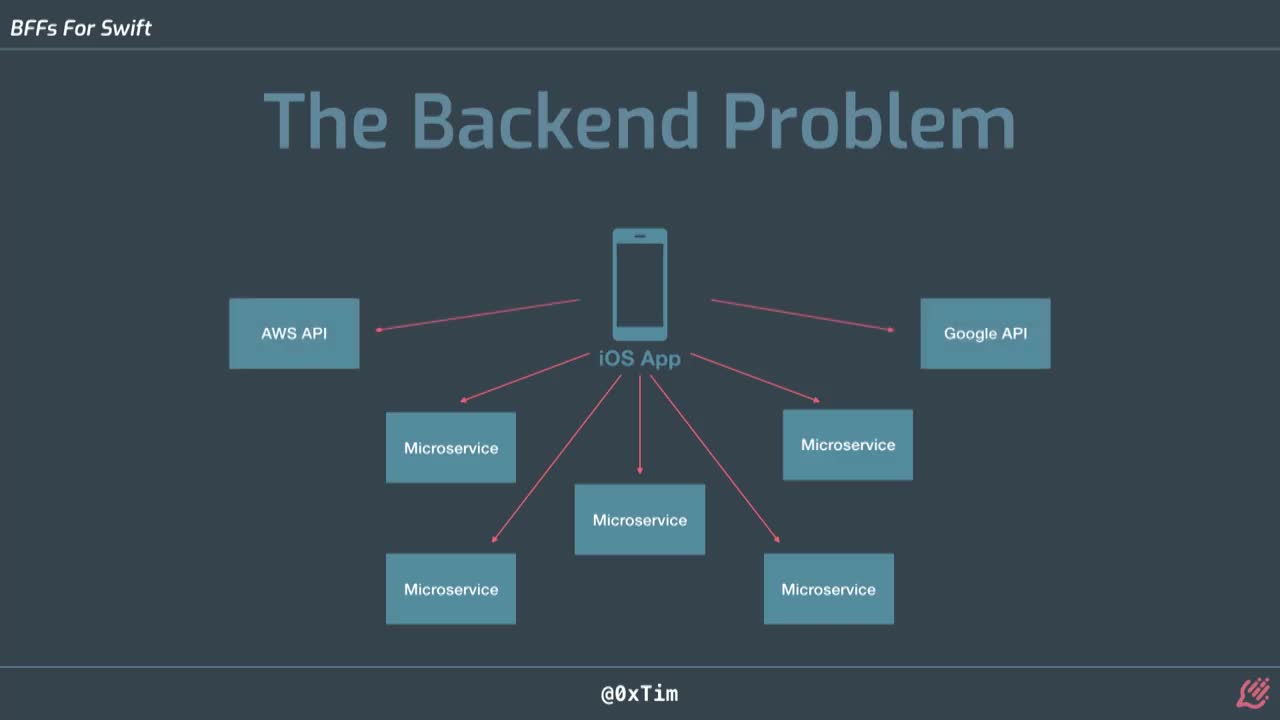 BFFs For Swift
The Backend Problem
AWS API
Google API
iOS App
Microservice
Microservice
Microservice
Microservice
Microservice
@0xTim